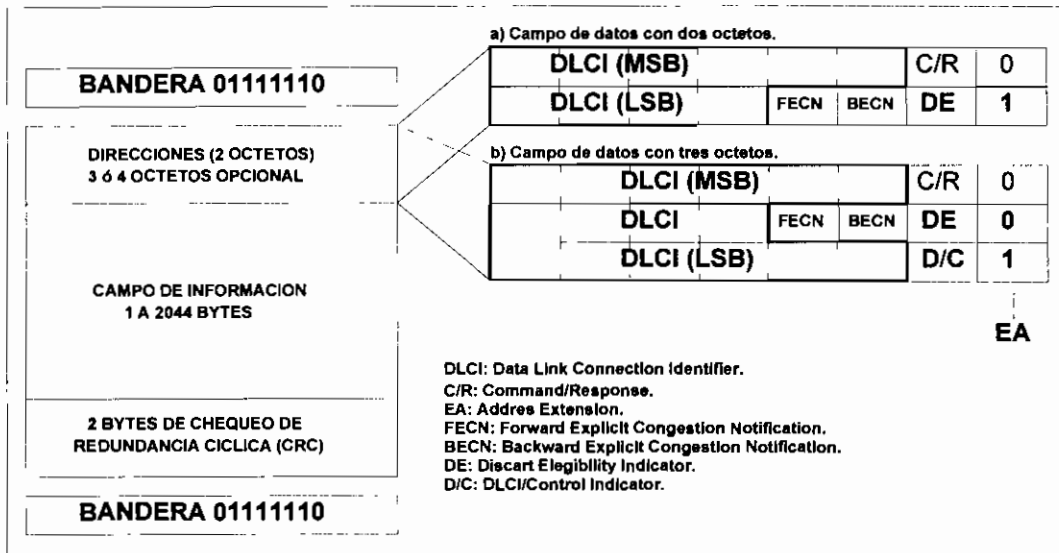 BANDERA 01111110
DIRECCIONES (2 OCTETOS)
3 ó 4 OCTETOS OPCIONAL
CAMPO DE INFORMACION
1 A 2044 BYTES
2 BYTES DE CHEQUEO DE
REDUNDANCIA CICLICA (CRC)
BANDERA 01111110
a) Campo de datos con dos octetos.
DLCI (MSB) C/R 0
DLCI (LSB) FECN BECN DE 1
b) Campo de datos con tres octetos.
DLCI (MSB) C/R 0
DLCI FECN BECN DE 0
DLCI (LSB) D/C 1
EA
DLCI: Data Link Connection Identifier.
C/R: Command/Response.
EA: Addres Extension.
FECN: Forward Explicit Congestion Notification.
BECN: Backward Explicit Congestion Notification.
DE: Discart Elegibility Indicator.
D/C: DLCI/Control Indicator.